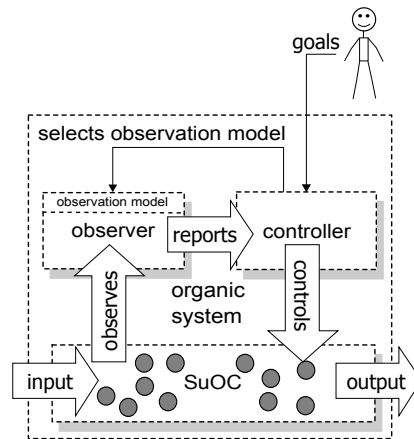 goals
selects observation model
observation model
observer
reports
controller
observes
organic
system
controls
input
SuOC
output